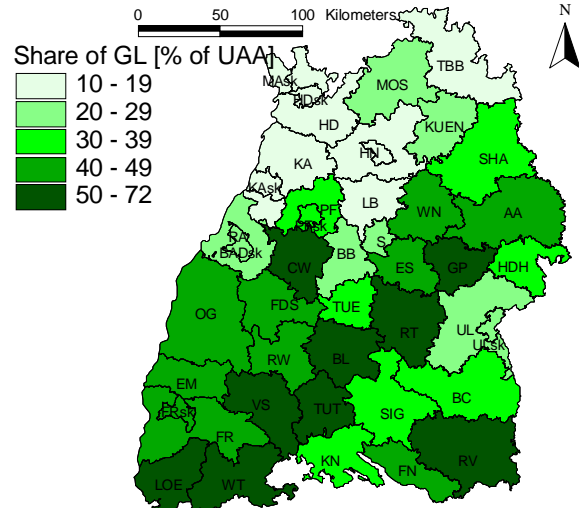 0 50 100 Kilometers
N
Share of GL [% of UAA]
10 - 19
20 - 29
30 - 39
40 - 49
50 - 72
TBB
MOS
MAsk
HDsk
HD
KUEN
HN
SHA
KA
KAsk
LB
PF
PFsk
WN
AA
RA
BADsk
S
BB
CW
ES
GP
HDH
OG
FDS
TUE
RT
UL
ULsk
RW
BL
EM
FRsk
VS
TUT
SIG
BC
FR
KN
FN
RV
LOE
WT